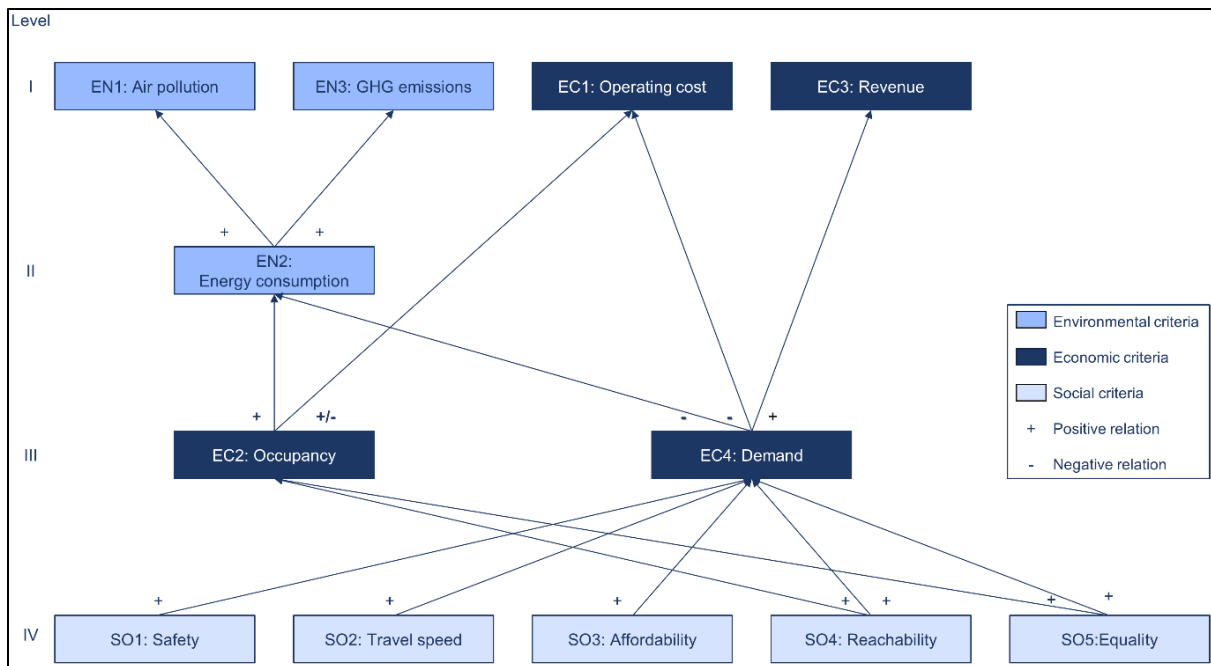 Level
I
EN1: Air pollution
EN3: GHG emissions
EC1: Operating cost
EC3: Revenue
+
+
II
EN2:
Energy consumption
Environmental criteria
Economic criteria
Social criteria
+ Positive relation
- Negative relation
+
+/-
-
-
+
III
EC2: Occupancy
EC4: Demand
+
+
+
+
+
+
+
IV
SO1: Safety
SO2: Travel speed
SO3: Affordability
SO4: Reachability
SO5:Equality